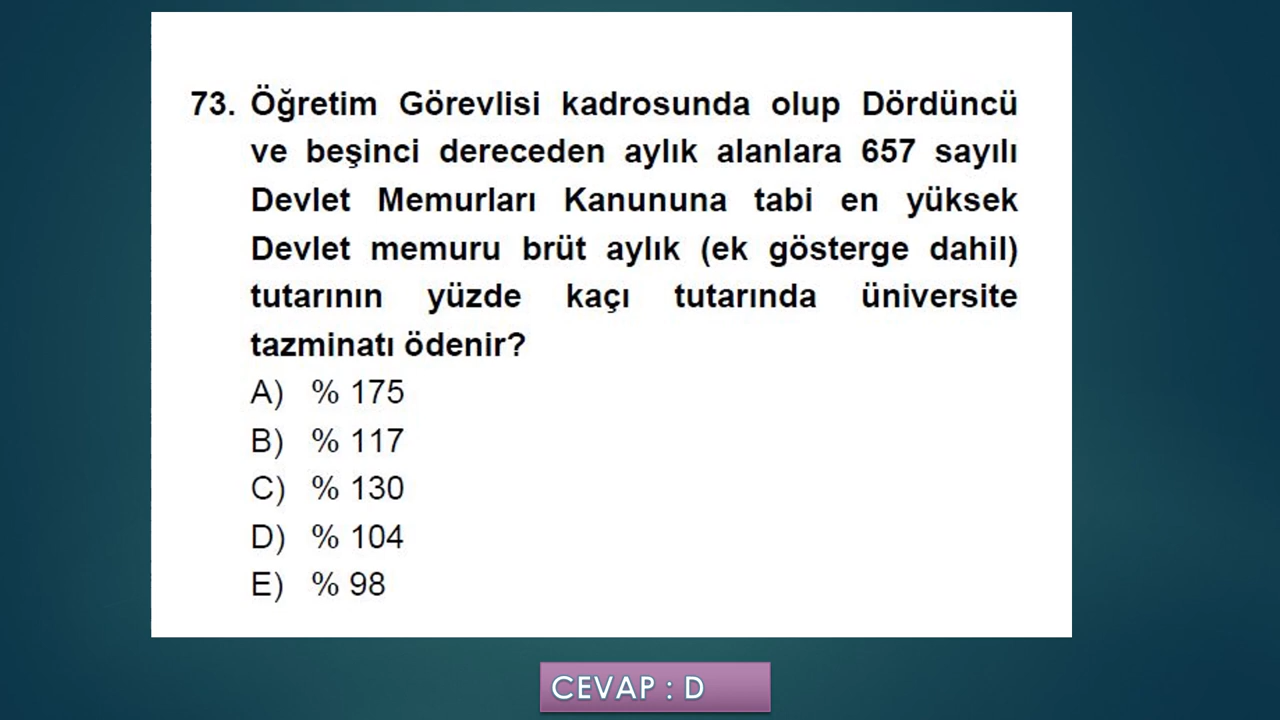 73. Öğretim Görevlisi kadrosunda olup Dördüncü
ve beşinci dereceden aylık alanlara 657 sayılı
Devlet Memurları Kanununa tabi en yüksek
Devlet memuru brüt aylık (ek gösterge dahil)
tutarının yüzde kaçı tutarında üniversite
tazminatı ödenir?
A) % 175
B) % 117
C) % 130
D) % 104
E) % 98
CEVAP : D